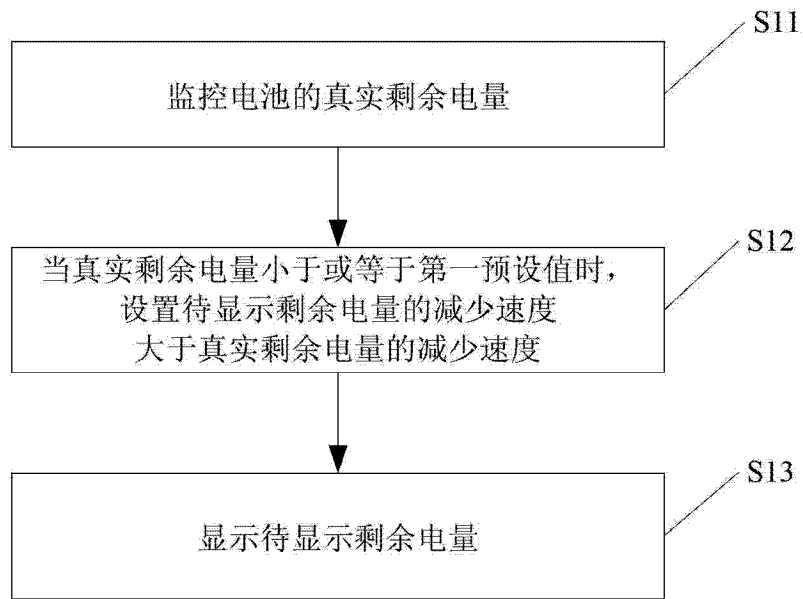 S11
监控电池的真实剩余电量
S12
当真实剩余电量小于或等于第一预设值时，
设置待显示剩余电量的减少速度
大于真实剩余电量的减少速度
S13
显示待显示剩余电量